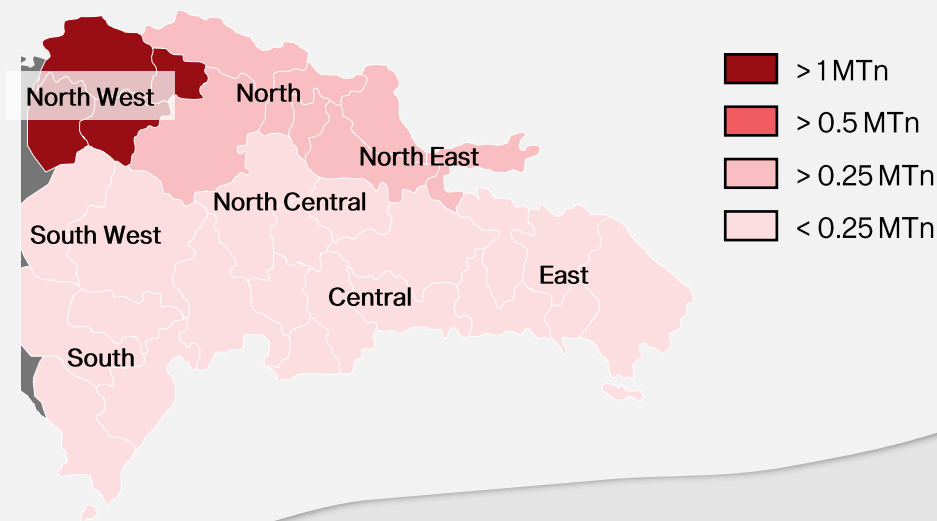 North West
North
North East
North Central
South West
East
Central
South
> 1 MTn
> 0.5 MTn
> 0.25 MTn
< 0.25 MTn